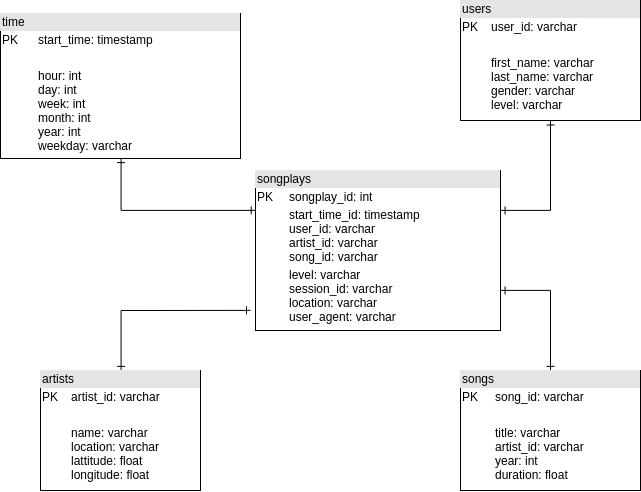 time
PK start_time: timestamp
hour: int
day: int
week: int
month: int
year: int
weekday: varchar
users
PK user_id: varchar
first_name: varchar
last_name: varchar
gender: varchar
level: varchar
songplays
PK songplay_id: int
start_time_id: timestamp
user_id: varchar
artist_id: varchar
song_id: varchar
level: varchar
session_id: varchar
location: varchar
user_agent: varchar
artists
PK artist_id: varchar
name: varchar
location: varchar
lattitude: float
longitude: float
songs
PK song_id: varchar
title: varchar
artist_id: varchar
year: int
duration: float